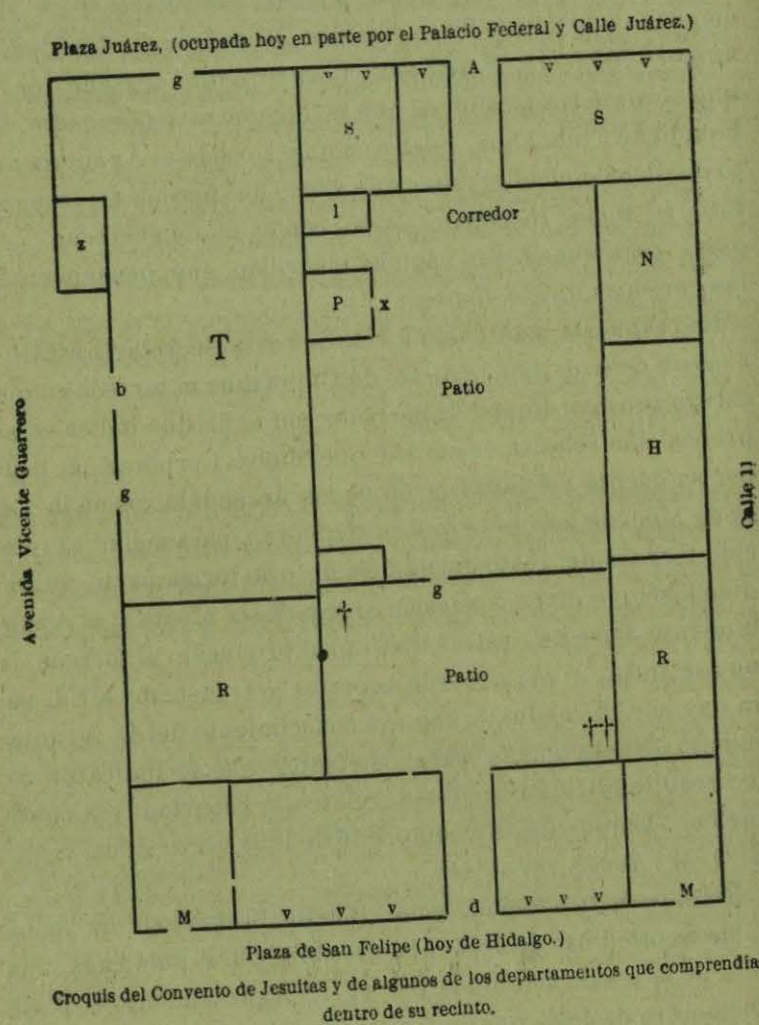 Plaza Juárez, (ocupada hoy en parte por el Palacio Federal y Calle Juárez.)
g v v v A v v v
S S
l Corredor
z N
P x
T
b Patio
H
g
Avenida Vicente Guerrero
Calle 11
g
†
R Patio R
††
M v v v d v v v M
Plaza de San Felipe (hoy de Hidalgo.)
Croquis del Convento de Jesuitas y de algunos de los departamentos que comprendía
dentro de su recinto.